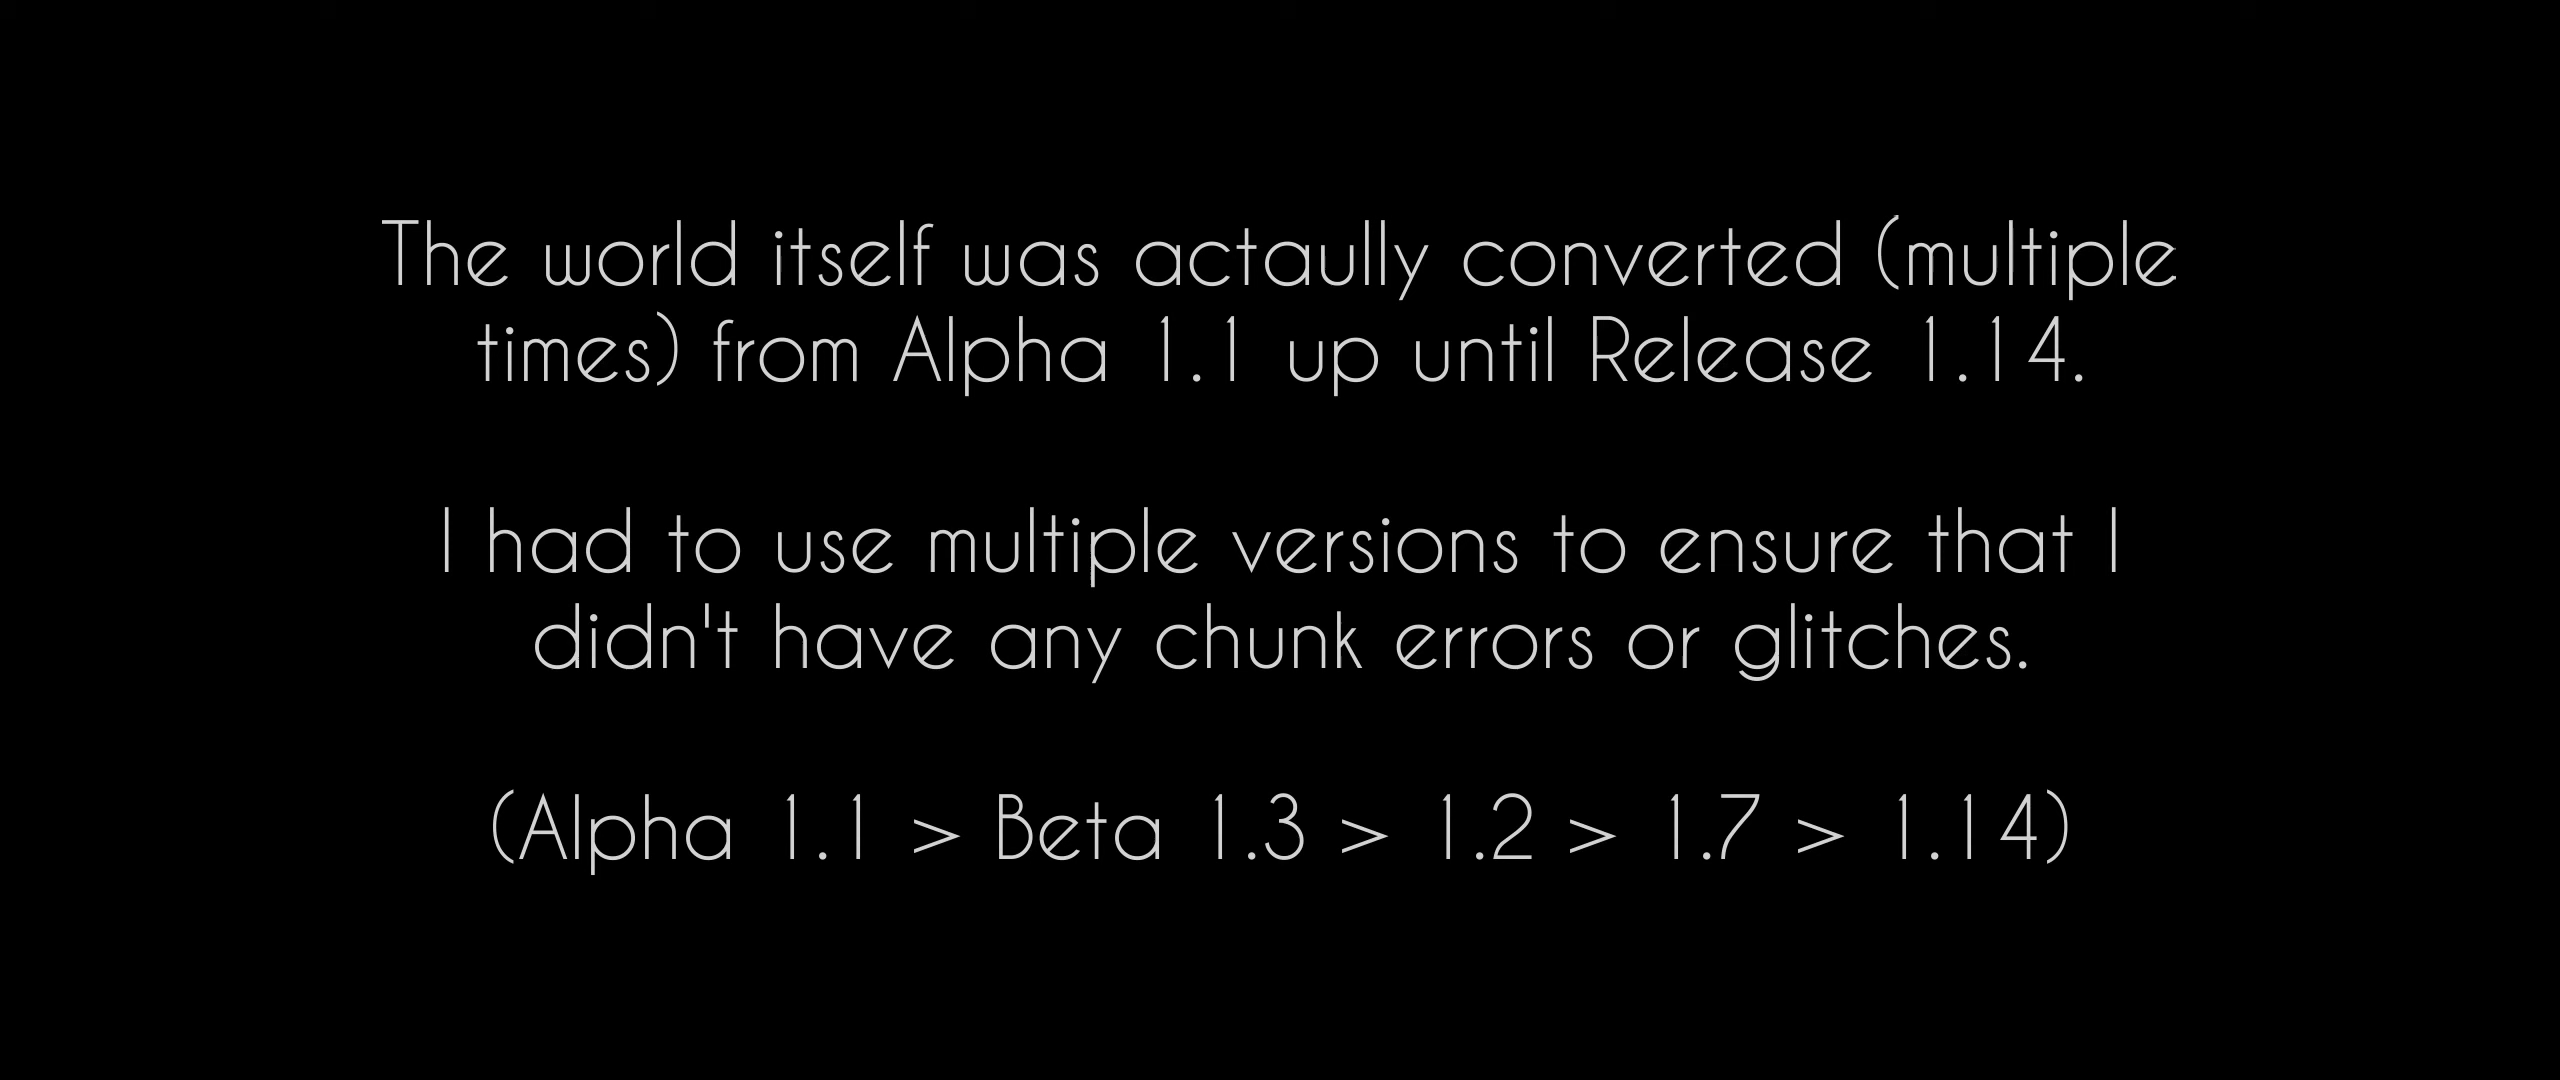 The world itself was actaully converted (multiple
times) from Alpha 1.1 up until Release 1.14.
I had to use multiple versions to ensure that I
didn't have any chunk errors or glitches.
(Alpha 1.1 > Beta 1.3 > 1.2 > 1.7 > 1.14)